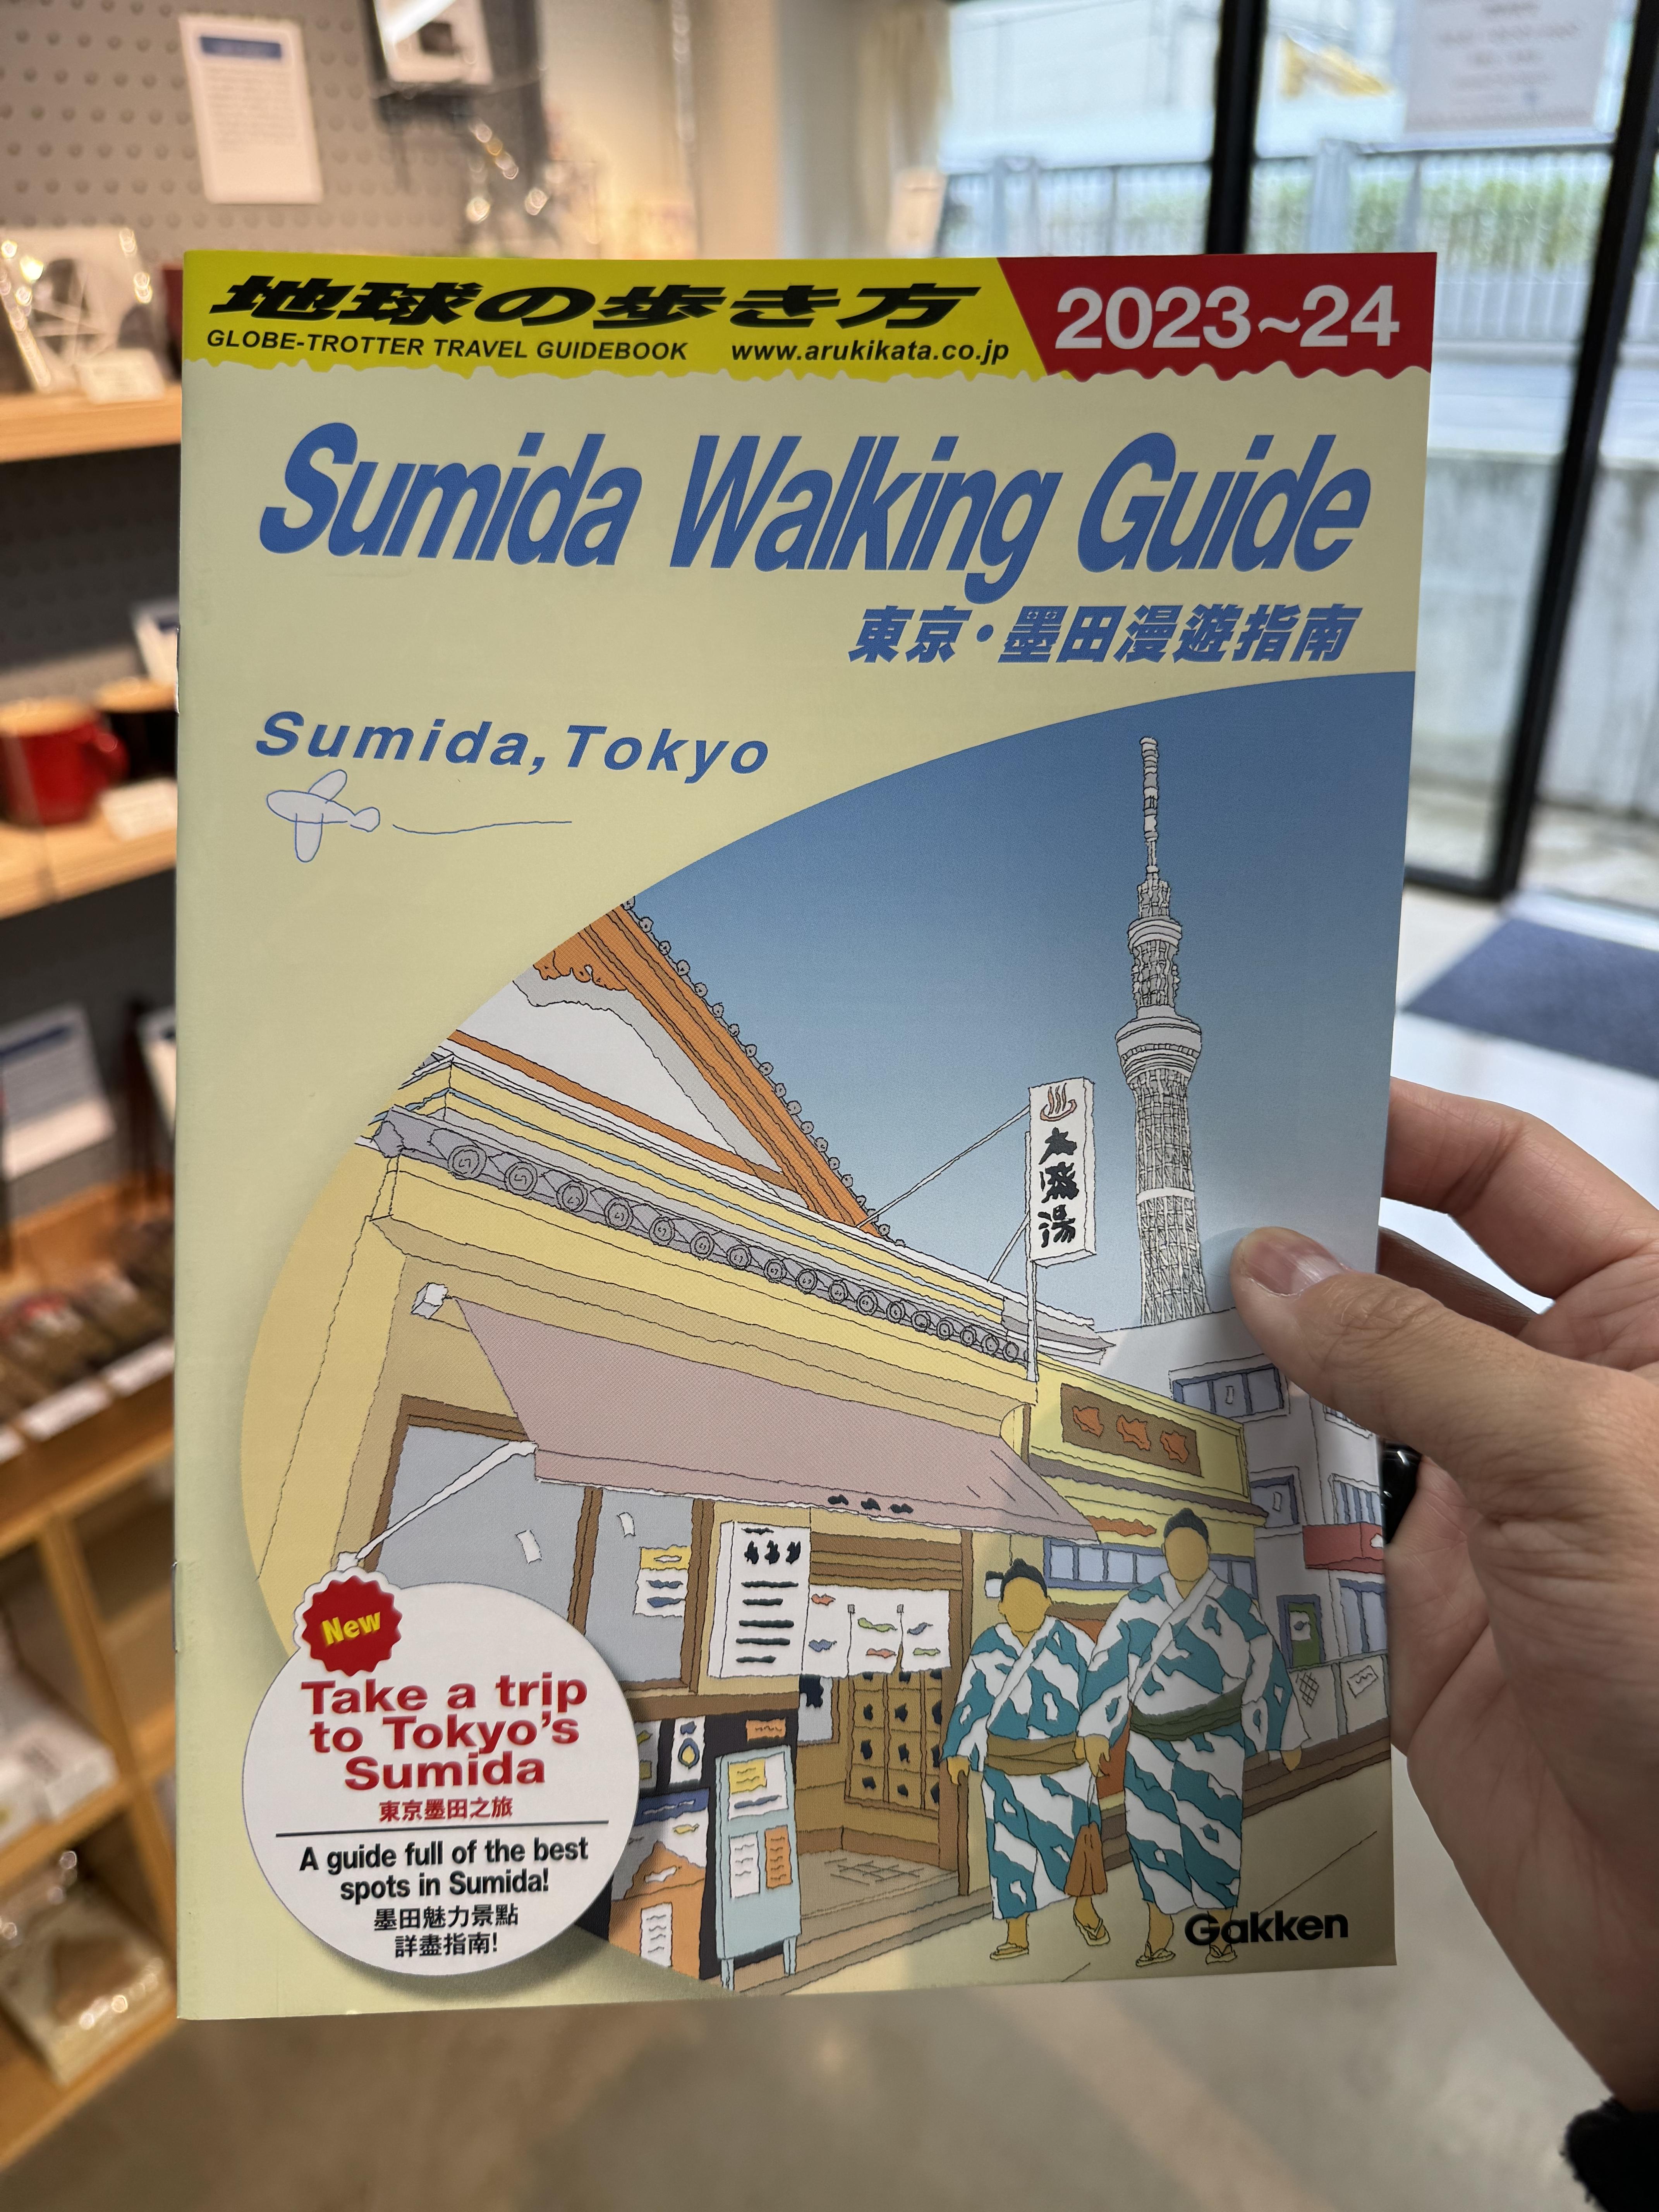 地球の歩き方
GLOBE-TROTTER TRAVEL GUIDEBOOK www.arukikata.co.jp
2023~24
Sumida Walking Guide
東京・墨田漫遊指南
Sumida, Tokyo
湯
New
Take a trip
to Tokyo's
Sumida
東京墨田之旅
A guide full of the best
spots in Sumida!
墨田魅力景點
詳盡指南!
Gakken